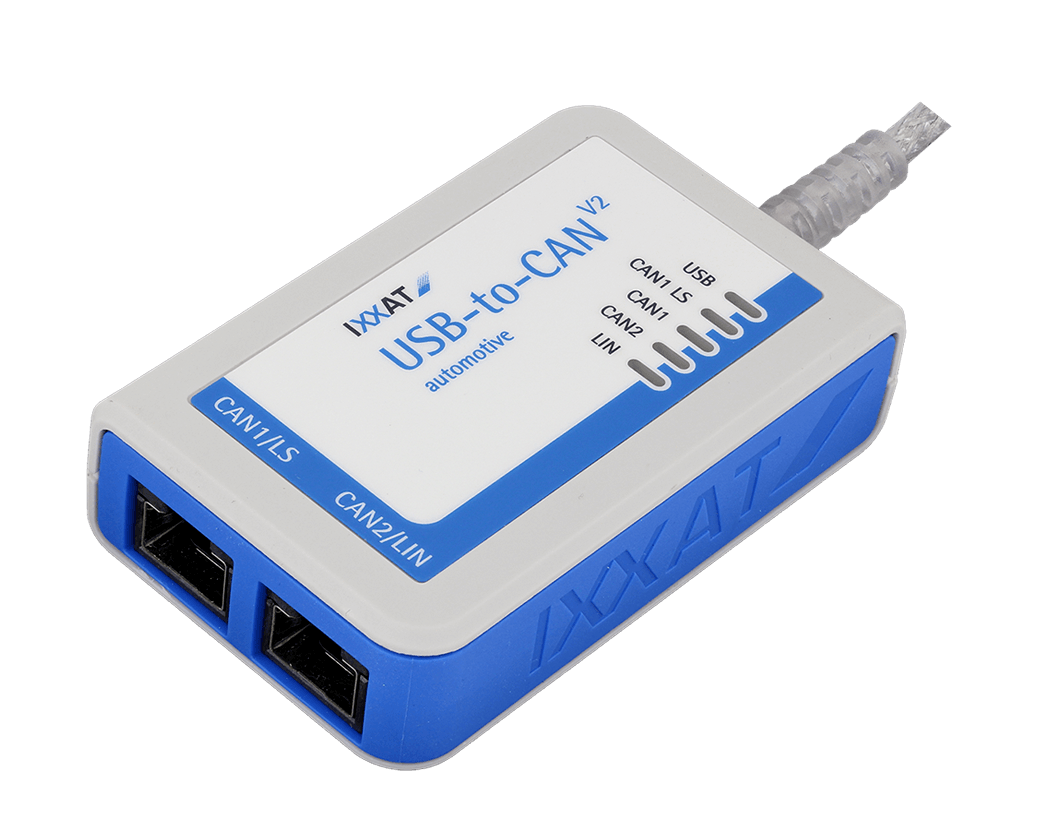 IXXAT
USB-to-CAN V2
automotive
USB
CAN1 LS
CAN1
CAN2
LIN
CAN1/LS
CAN2/LIN
IXXAT